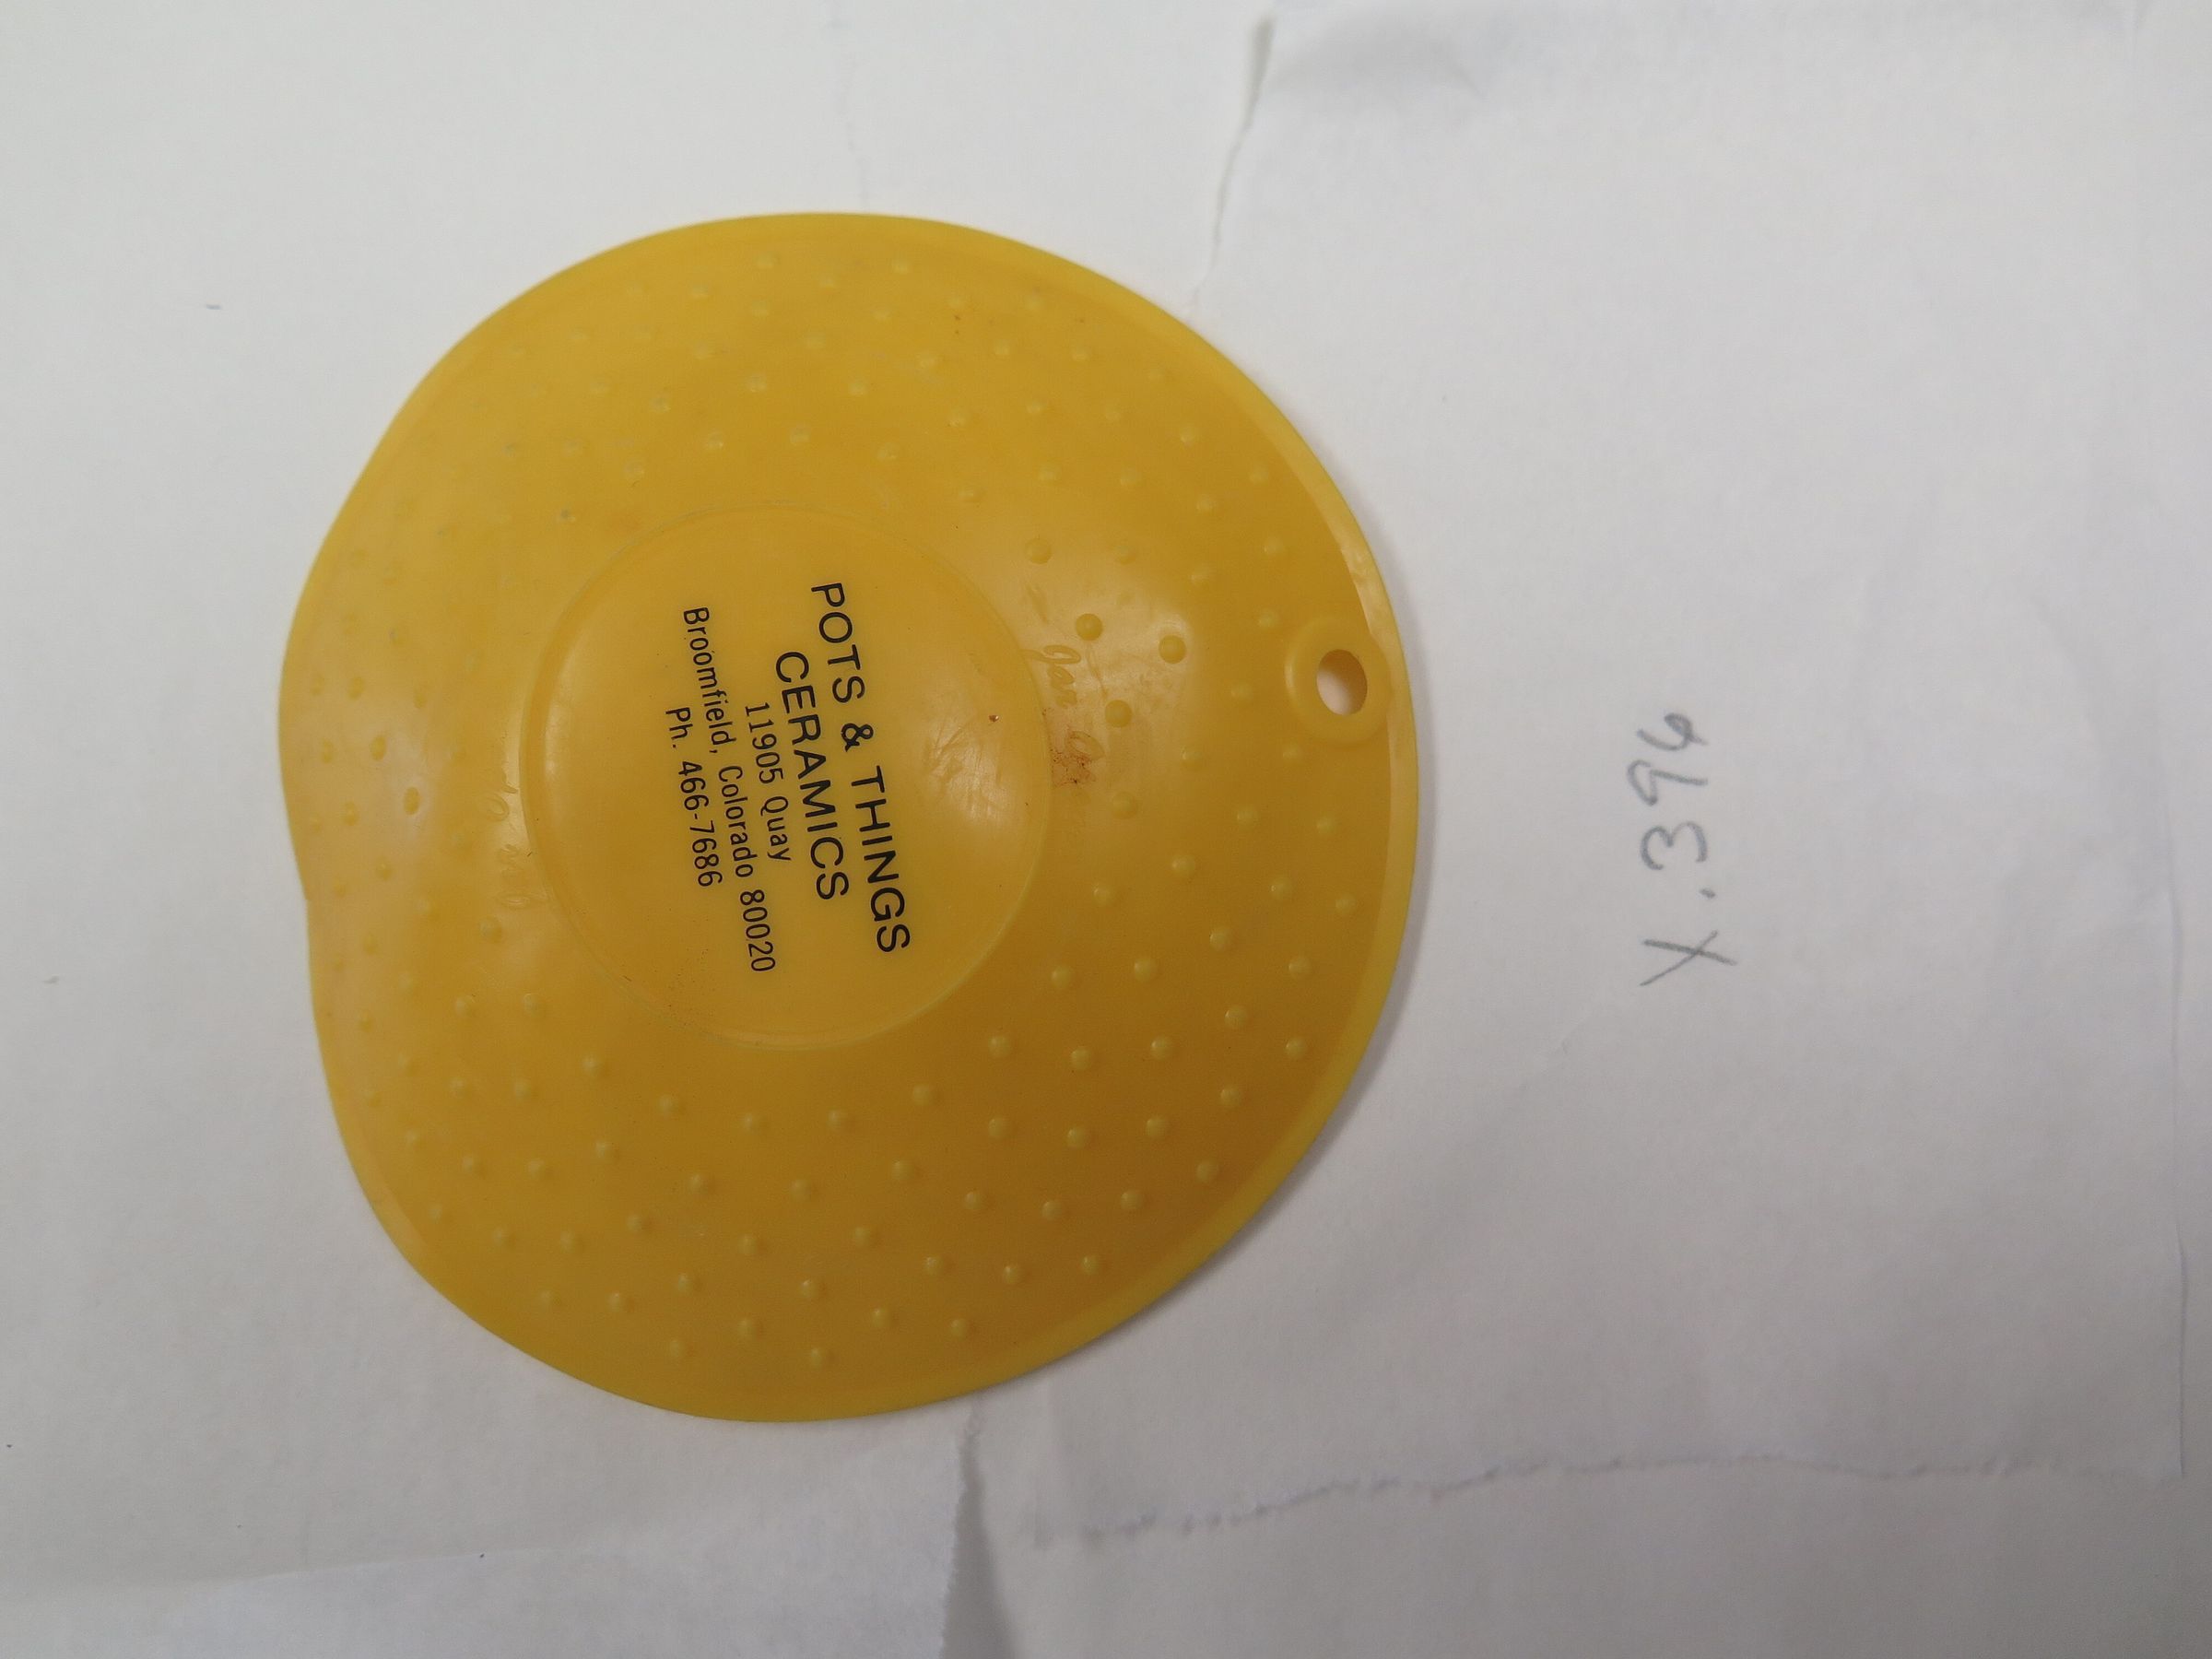 POTS & THINGS
CERAMICS
11905 Quay
Broomfield, Colorado 80020
Ph. 466-7686
X.396